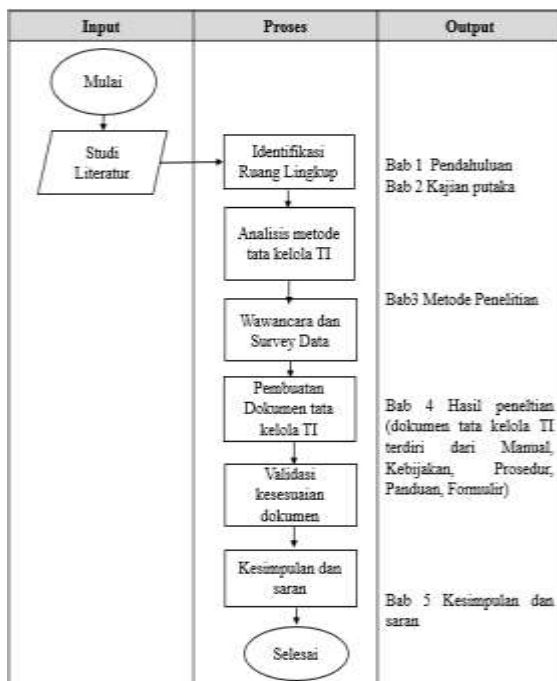 Input
Proses
Output
Mulai
Studi
Literatur
Identifikasi
Ruang Lingkup
Bab 1 Pendahuluan
Bab 2 Kajian putaka
Analisis metode
tata kelola TI
Bab3 Metode Penelitian
Wawancara dan
Survey Data
Pembuatan
Dokumen tata
kelola TI
Bab 4 Hasil peneltian
(dokumen tata kelola TI
terdiri dari Manual,
Kebijakan, Prosedur,
Panduan, Formulir)
Validasi
kesesuaian
dokumen
Kesimpulan dan
saran
Bab 5 Kesimpulan dan
saran
Selesai